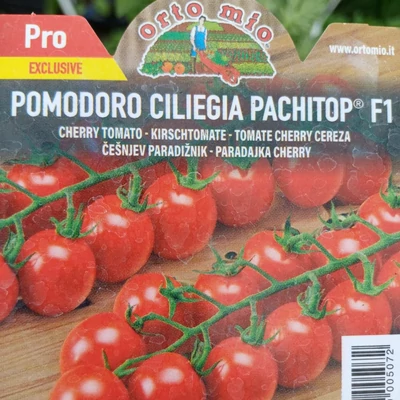 Pro
EXCLUSIVE
orto mio
www.ortomio.it
POMODORO CILIEGIA PACHITOP® F1
CHERRY TOMATO - KIRSCHTOMATE - TOMATE CHERRY CEREZA
ČEŠNJEV PARADIŽNIK - PARADAJKA CHERRY
005072